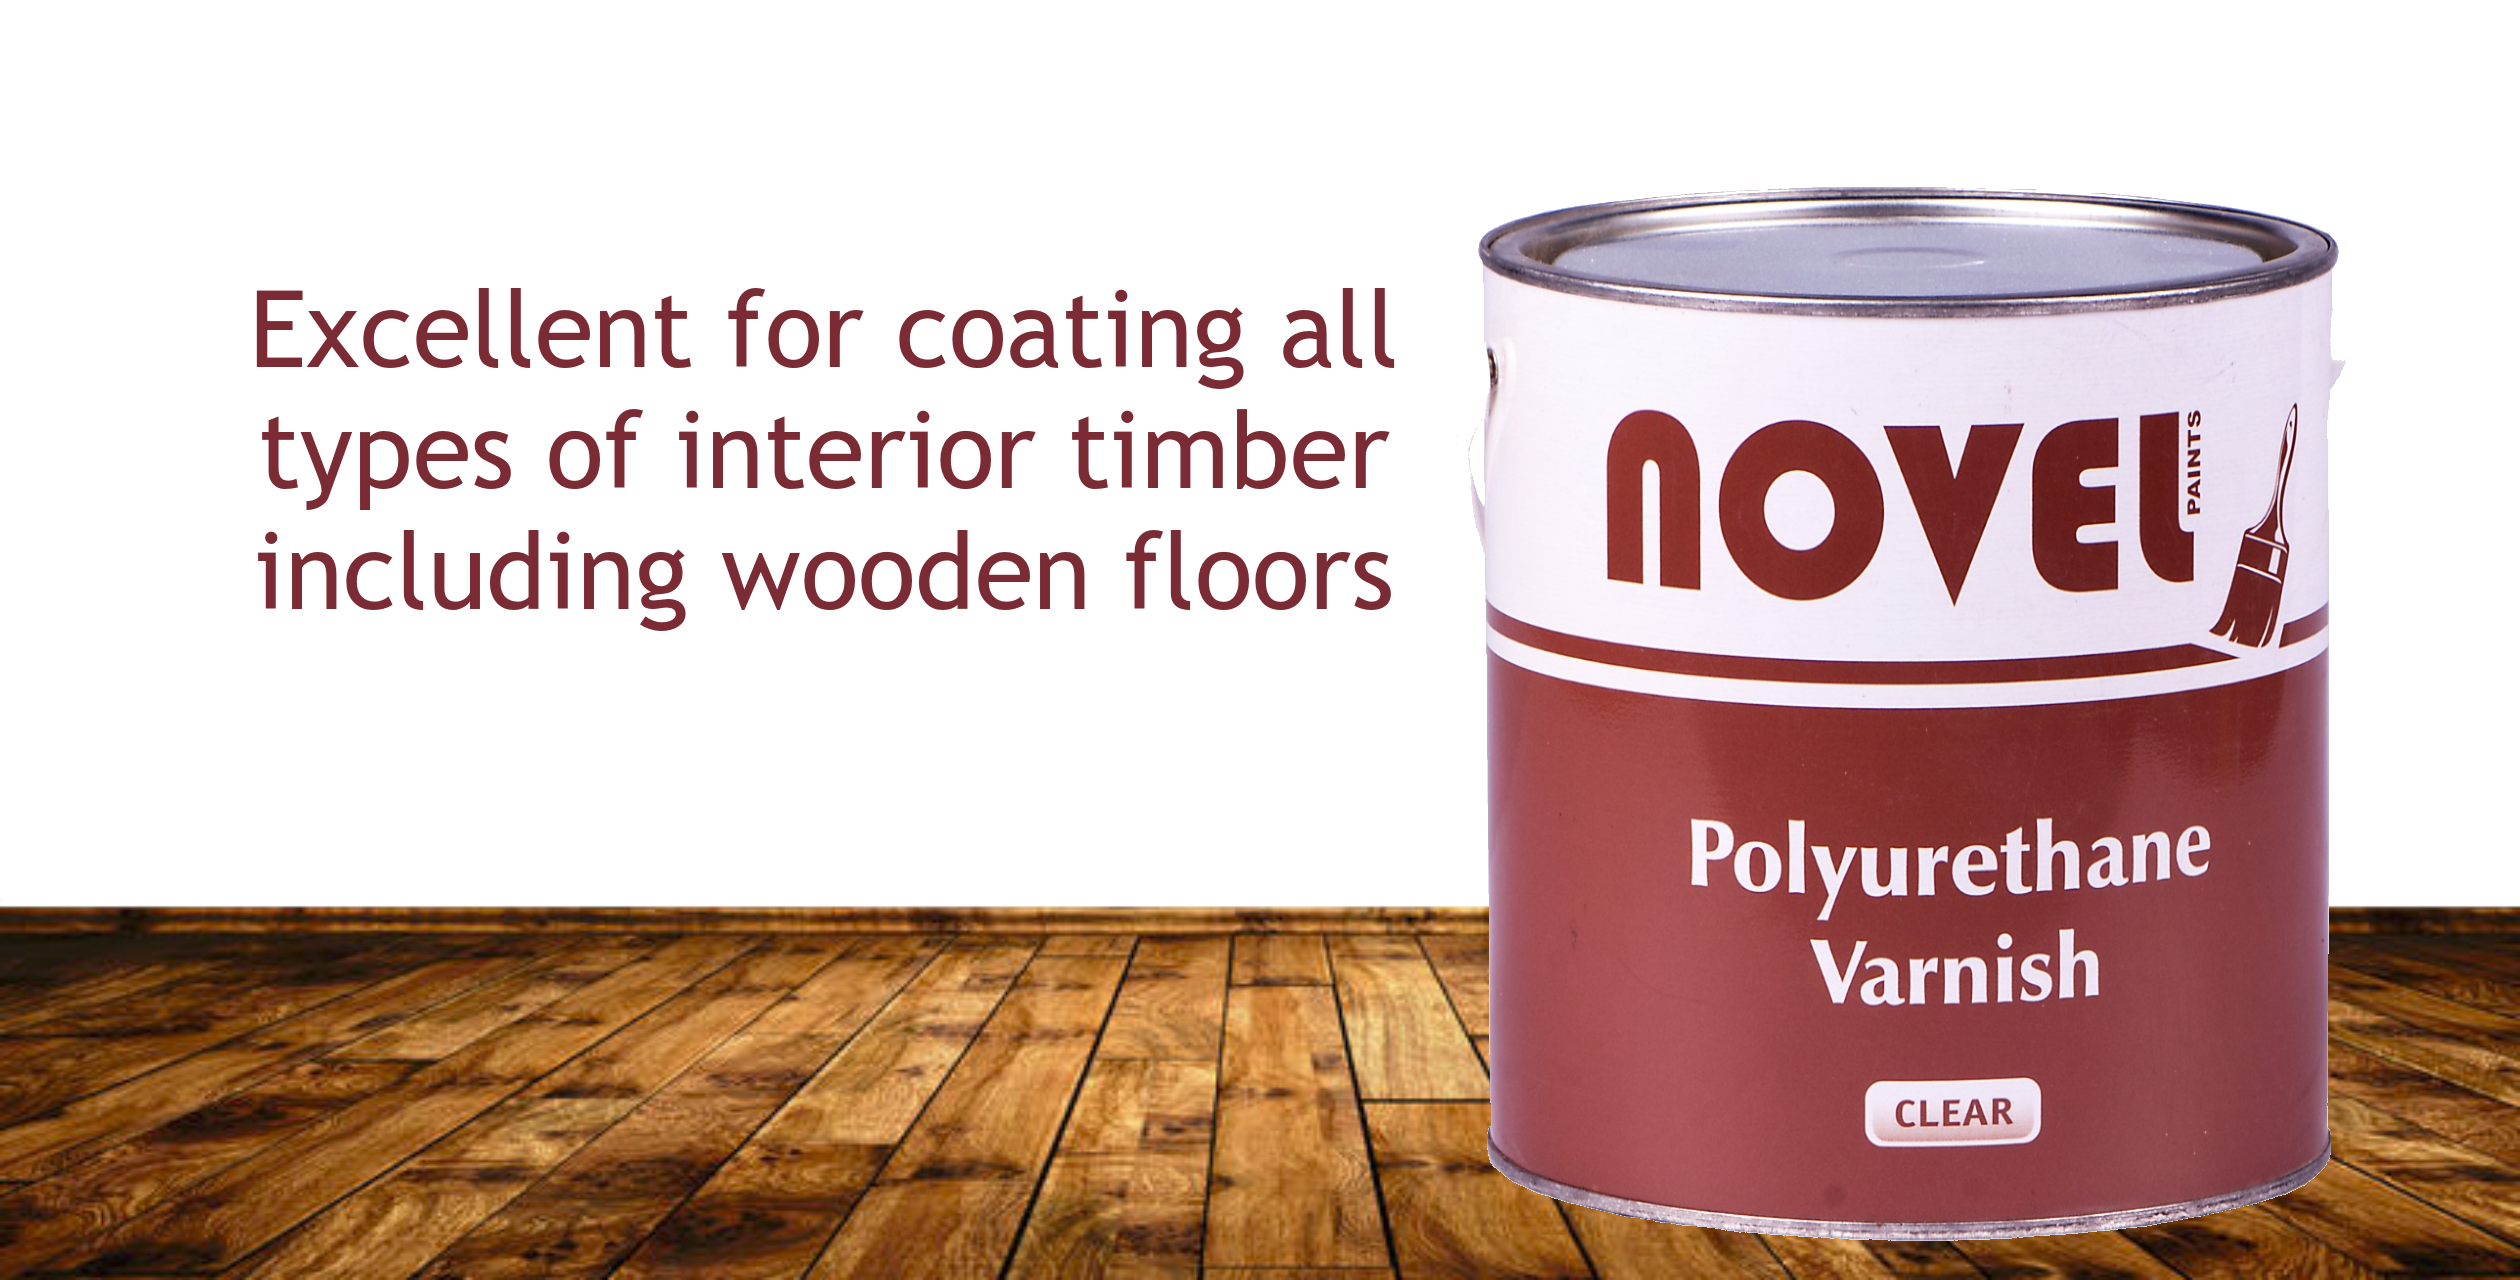 Excellent for coating all
types of interior timber
including wooden floors
NOVEL
PAINTS
Polyurethane
Varnish
CLEAR